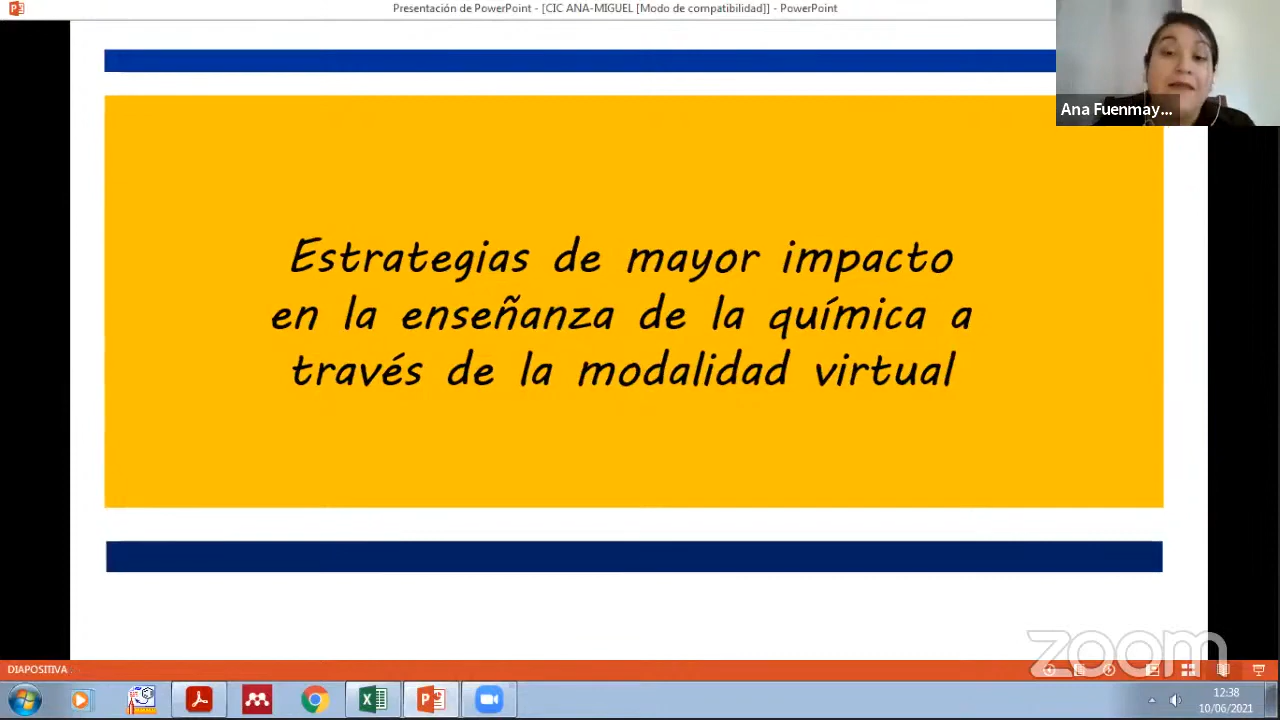 Presentación de PowerPoint - [CIC ANA-MIGUEL [Modo de compatibilidad]] - PowerPoint
Ana Fuenmay...
Estrategias de mayor impacto
en la enseñanza de la química a
través de la modalidad virtual
zoom
DIAPOSITIVA
12:38
10/06/2021